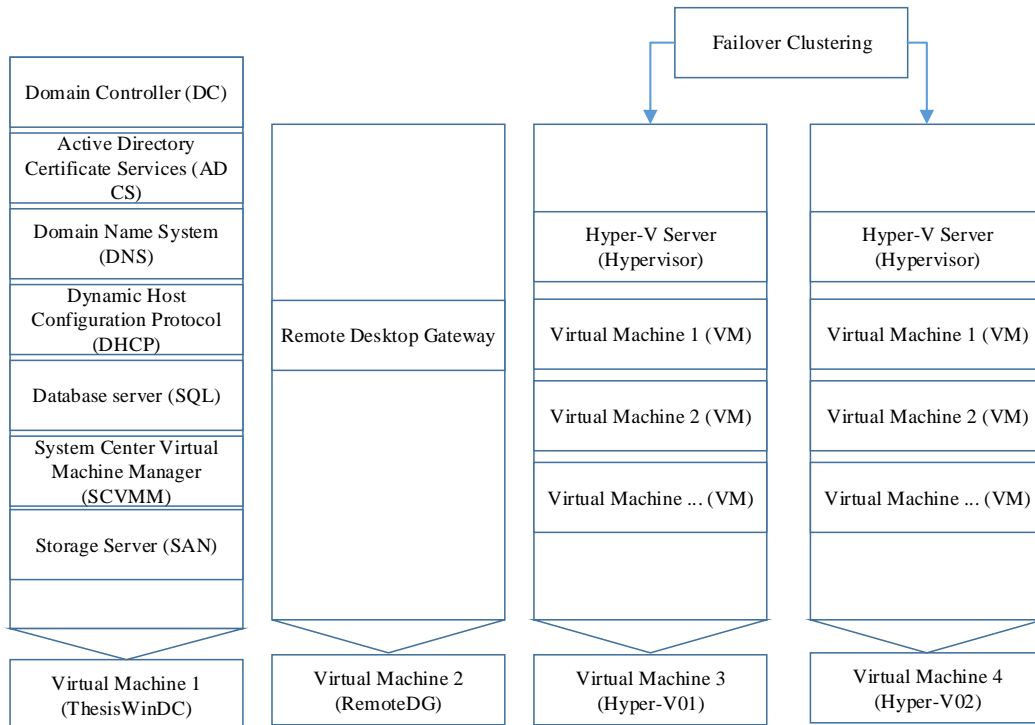 Failover Clustering
Domain Controller (DC)
Active Directory
Certificate Services (AD
CS)
Domain Name System
(DNS)
Dynamic Host
Configuration Protocol
(DHCP)
Database server (SQL)
System Center Virtual
Machine Manager
(SCVMM)
Storage Server (SAN)
Virtual Machine 1
(ThesisWinDC)
Remote Desktop Gateway
Virtual Machine 2
(RemoteDG)
Hyper-V Server
(Hypervisor)
Virtual Machine 1 (VM)
Virtual Machine 2 (VM)
Virtual Machine ... (VM)
Virtual Machine 3
(Hyper-V01)
Hyper-V Server
(Hypervisor)
Virtual Machine 1 (VM)
Virtual Machine 2 (VM)
Virtual Machine ... (VM)
Virtual Machine 4
(Hyper-V02)